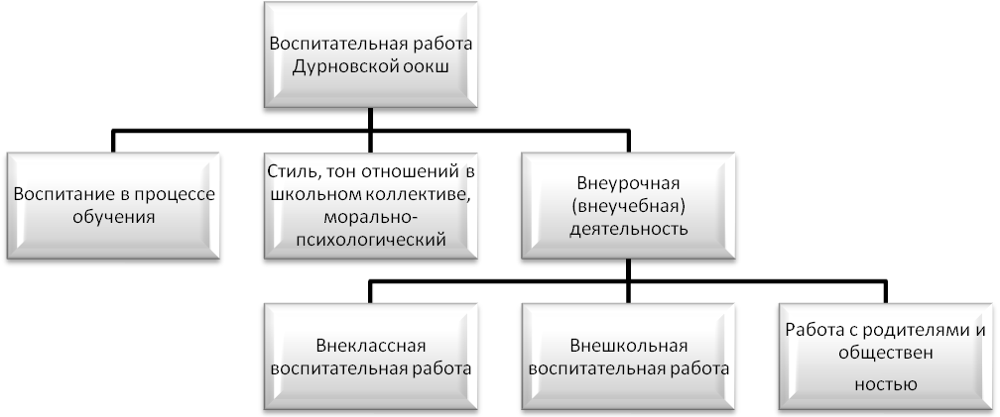 Воспитательная работа
Дурновской оокш
Воспитание в процессе
обучения
Стиль, тон отношений в
школьном коллективе,
морально-
психологический
Внеурочная
(внеучебная)
деятельность
Внеклассная
воспитательная работа
Внешкольная
воспитательная работа
Работа с родителями и
обществен
ностью